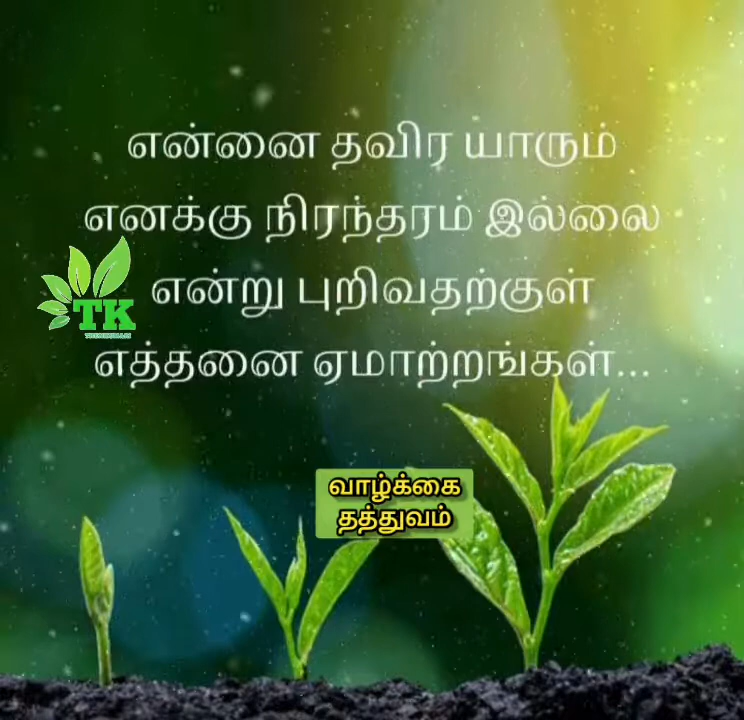 என்னை தவிர யாரும்
எனக்கு நிரந்தரம் இல்லை
என்று புரிவதற்குள்
எத்தனை ஏமாற்றங்கள்...
TK
வாழ்க்கை
தத்துவம்